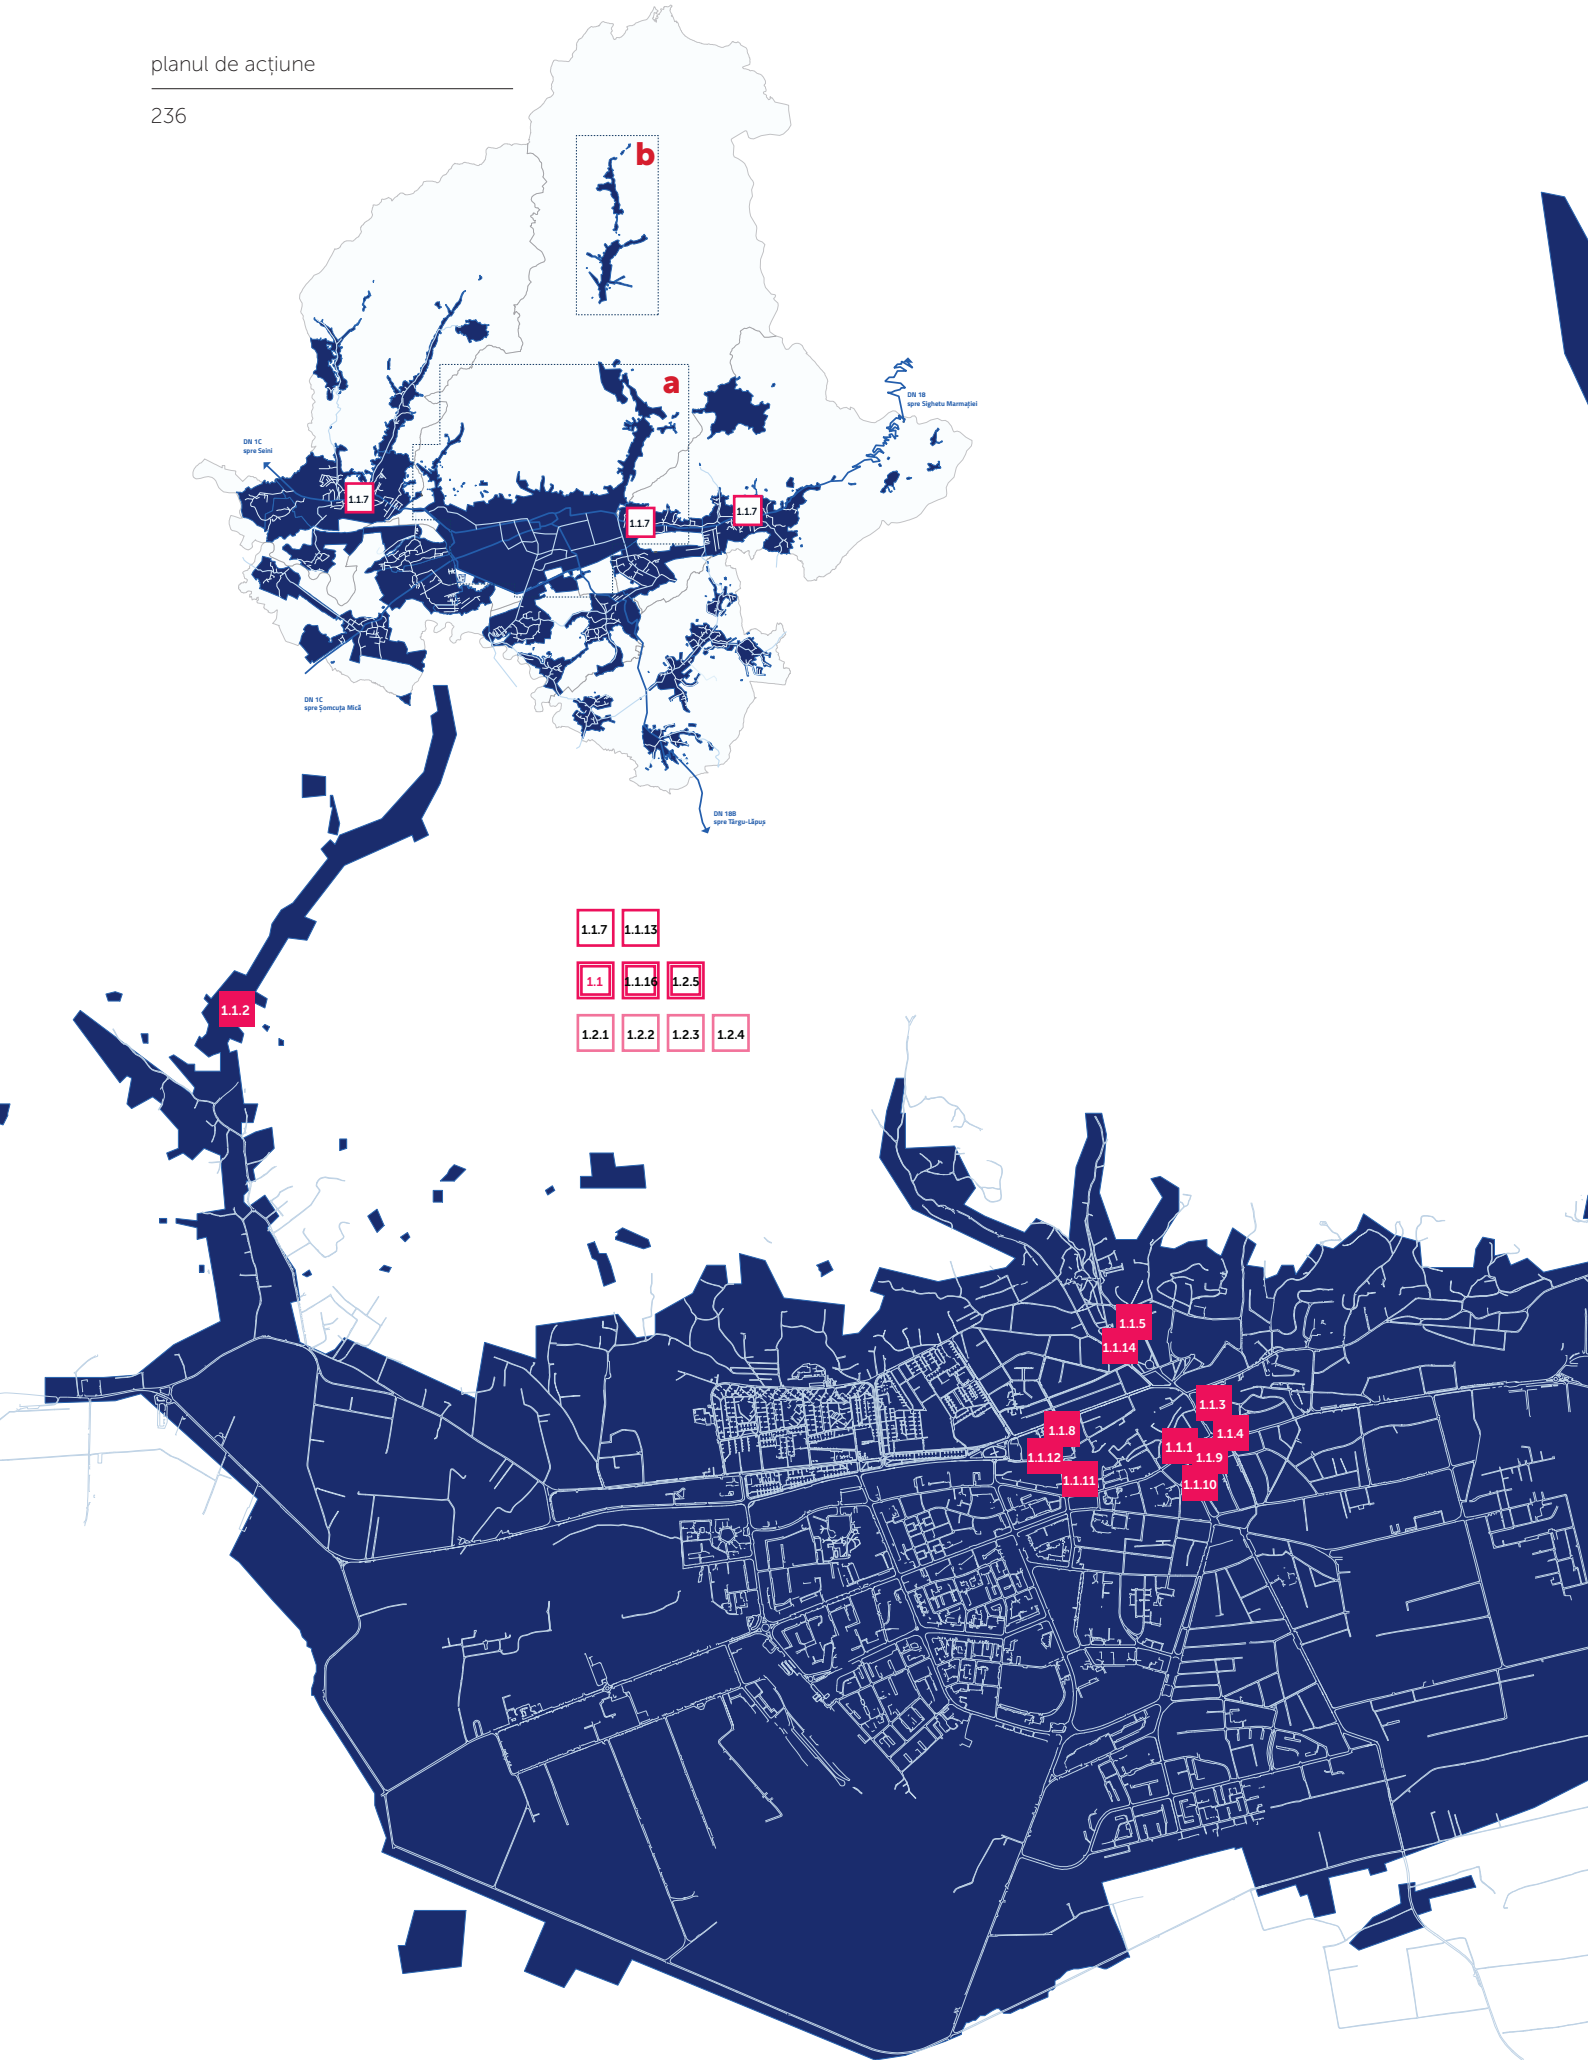 planul de acțiune
236
b
a
DN 18
spre Sighetu Marmației
DN 1C
spre Seini
1.1.7
1.1.7
1.1.7
DN 1C
spre Șomcuța Mică
DN 18B
spre Târgu-Lăpuș
1.1.7 1.1.13
1.1 1.1.16 1.2.5
1.2.1 1.2.2 1.2.3 1.2.4
1.1.2
1.1.5
1.1.14
1.1.3
1.1.8
1.1.4
1.1.1
1.1.12
1.1.9
1.1.11
1.1.10